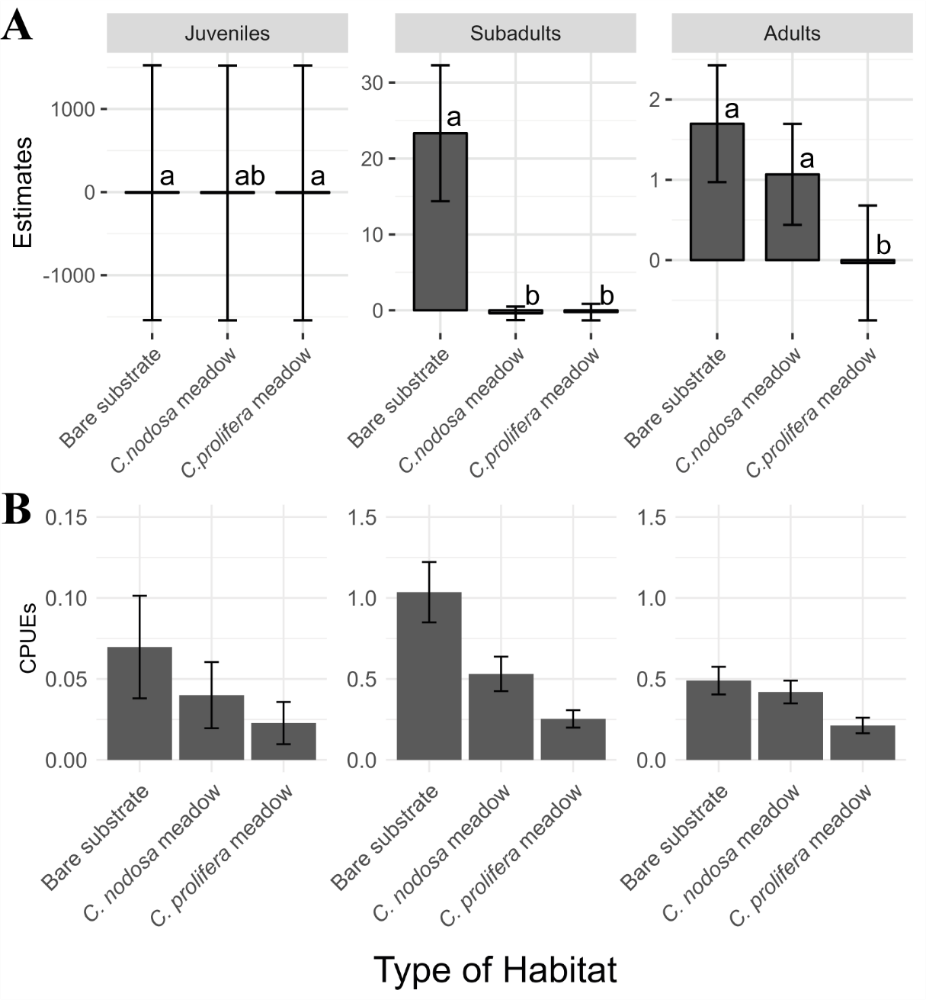 A
Juveniles Subadults Adults
Estimates
1000
0
-1000
a ab a
30
20
10
0
a b b
2
1
0
a a b
Bare substrate
C.nodosa meadow
C.prolifera meadow
Bare substrate
C.nodosa meadow
C.prolifera meadow
Bare substrate
C.nodosa meadow
C.prolifera meadow
B
CPUEs
0.15
0.10
0.05
0.00
1.5
1.0
0.5
0.0
1.5
1.0
0.5
0.0
Bare substrate
C. nodosa meadow
C. prolifera meadow
Bare substrate
C. nodosa meadow
C. prolifera meadow
Bare substrate
C. nodosa meadow
C. prolifera meadow
Type of Habitat